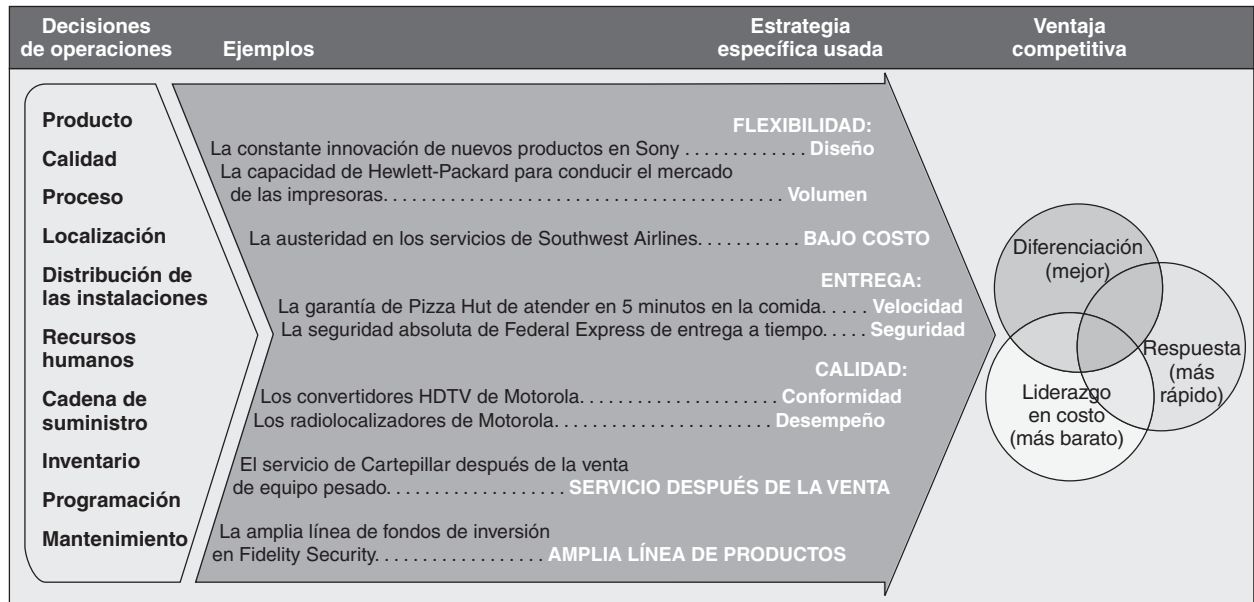 Decisiones
de operaciones
Ejemplos
Estrategia
específica usada
Ventaja
competitiva
Producto
Calidad
Proceso
Localización
Distribución de
las instalaciones
Recursos
humanos
Cadena de
suministro
Inventario
Programación
Mantenimiento
FLEXIBILIDAD:
La constante innovación de nuevos productos en Sony . . . . . . . . . . . . . Diseño
La capacidad de Hewlett-Packard para conducir el mercado
de las impresoras. . . . . . . . . . . . . . . . . . . . . . . . . . . . . . . . . . . . . . . . . . Volumen
La austeridad en los servicios de Southwest Airlines. . . . . . . . . . . BAJO COSTO
ENTREGA:
La garantía de Pizza Hut de atender en 5 minutos en la comida. . . . . Velocidad
La seguridad absoluta de Federal Express de entrega a tiempo. . . . . Seguridad
CALIDAD:
Los convertidores HDTV de Motorola. . . . . . . . . . . . . . . . . . . . . Conformidad
Los radiolocalizadores de Motorola. . . . . . . . . . . . . . . . . . . . . . . Desempeño
El servicio de Cartepillar después de la venta
de equipo pesado. . . . . . . . . . . . . . . . . . . SERVICIO DESPUÉS DE LA VENTA
La amplia línea de fondos de inversión
en Fidelity Security. . . . . . . . . . . . . . . . . . AMPLIA LÍNEA DE PRODUCTOS
Diferenciación
(mejor)
Respuesta
(más
rápido)
Liderazgo
en costo
(más barato)